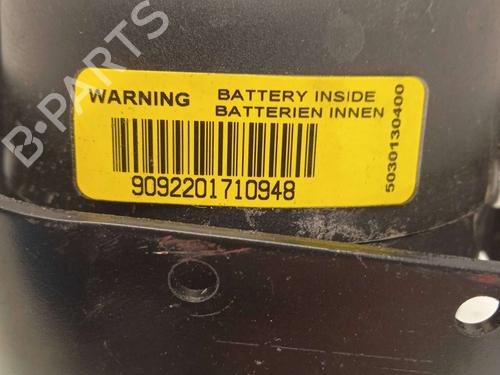 B-PARTS
WARNING
BATTERY INSIDE
BATTERIEN INNEN
9092201710948
5030130400